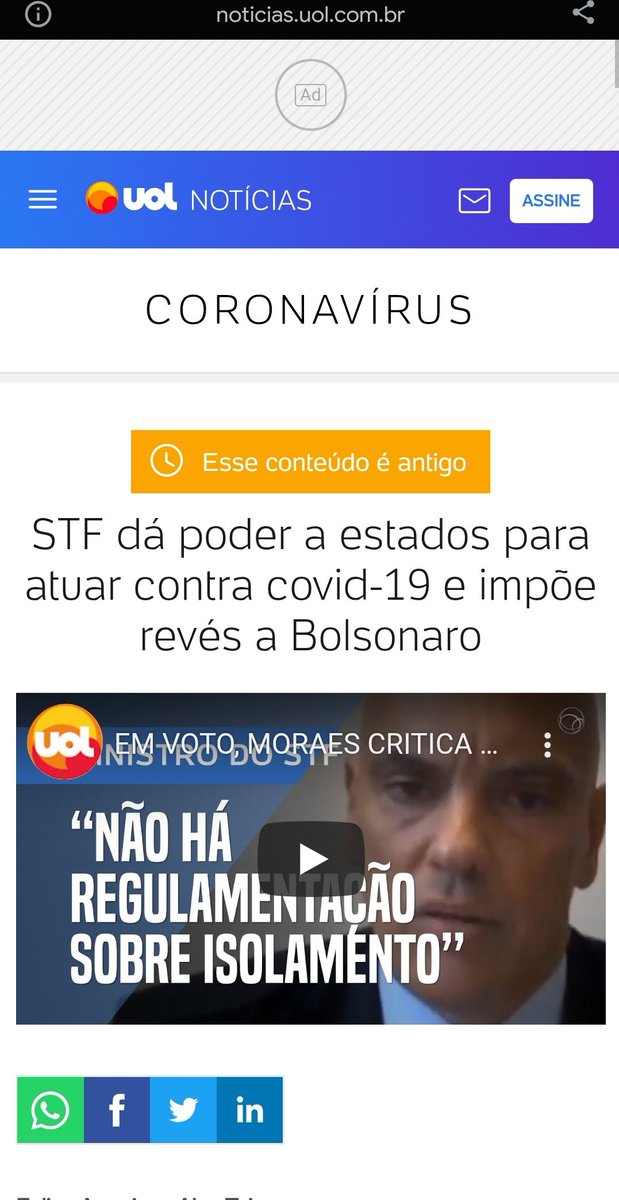 noticias.uol.com.br
Ad
uol NOTÍCIAS
ASSINE
CORONAVÍRUS
Esse conteúdo é antigo
STF dá poder a estados para
atuar contra covid-19 e impõe
revés a Bolsonaro
uol EM VOTO, MORAES CRITICA ...
NISTRO DO STF
“NÃO HÁ
REGULAMENTAÇÃO
SOBRE ISOLAMENTO”
f
in